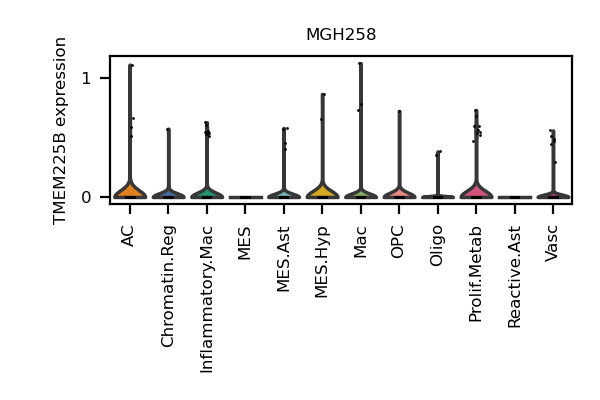 MGH258
TMEM225B expression
1
0
AC
Chromatin.Reg
Inflammatory.Mac
MES
MES.Ast
MES.Hyp
Mac
OPC
Oligo
Prolif.Metab
Reactive.Ast
Vasc